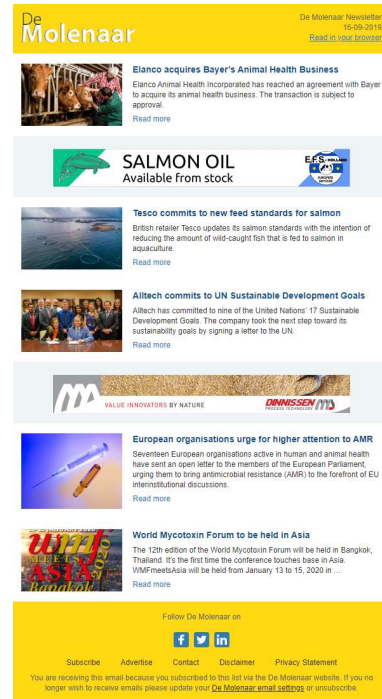 De
Molenaar
De Molenaar Newsletter
16-09-2019
Read in your browser
Elanco acquires Bayer's Animal Health Business
Elanco Animal Health Incorporated has reached an agreement with Bayer
to acquire its animal health business. The transaction is subject to
approval.
Read more
SALMON OIL
Available from stock
E.F.S.-HOLLAND
Tesco commits to new feed standards for salmon
British retailer Tesco updates its salmon standards with the intention of
reducing the amount of wild-caught fish that is fed to salmon in
aquaculture.
Read more
Alltech commits to UN Sustainable Development Goals
Alltech has committed to nine of the United Nations' 17 Sustainable
Development Goals. The company took the next step toward its
sustainability goals by signing a letter to the UN.
Read more
VALUE INNOVATORS BY NATURE
DINNISSEN
PROCESS TECHNOLOGY
European organisations urge for higher attention to AMR
Seventeen European organisations active in human and animal health
have sent an open letter to the members of the European Parliament,
urging them to bring antimicrobial resistance (AMR) to the forefront of EU
interinstitutional discussions.
Read more
MEETS
ASIA
2020
Bangkok
World Mycotoxin Forum to be held in Asia
The 12th edition of the World Mycotoxin Forum will be held in Bangkok,
Thailand. It's the first time the conference touches base in Asia.
WMFmeetsAsia will be held from January 13 to 15, 2020 in ...
Read more
Follow De Molenaar on
Subscribe Advertise Contact Disclaimer Privacy Statement
You are receiving this email because you subscribed to this list via the De Molenaar website. If you no
longer wish to receive emails please update your De Molenaar email settings or unsubscribe.